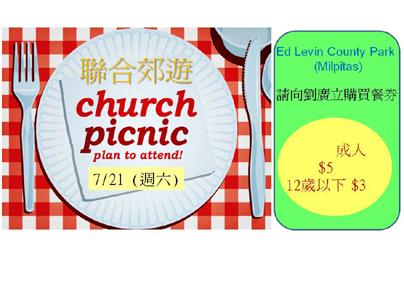 聯合郊遊
church
picnic
plan to attend!
7/21 (週六)
Ed Levin County Park
(Milpitas)
請向劉廣立購買餐券
成人
$5
12歲以下 $3